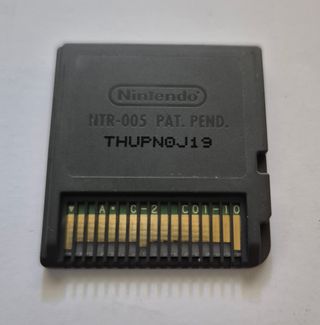 Nintendo
NTR-005 PAT. PEND.
THUPN0J19
A C-2 C01-10